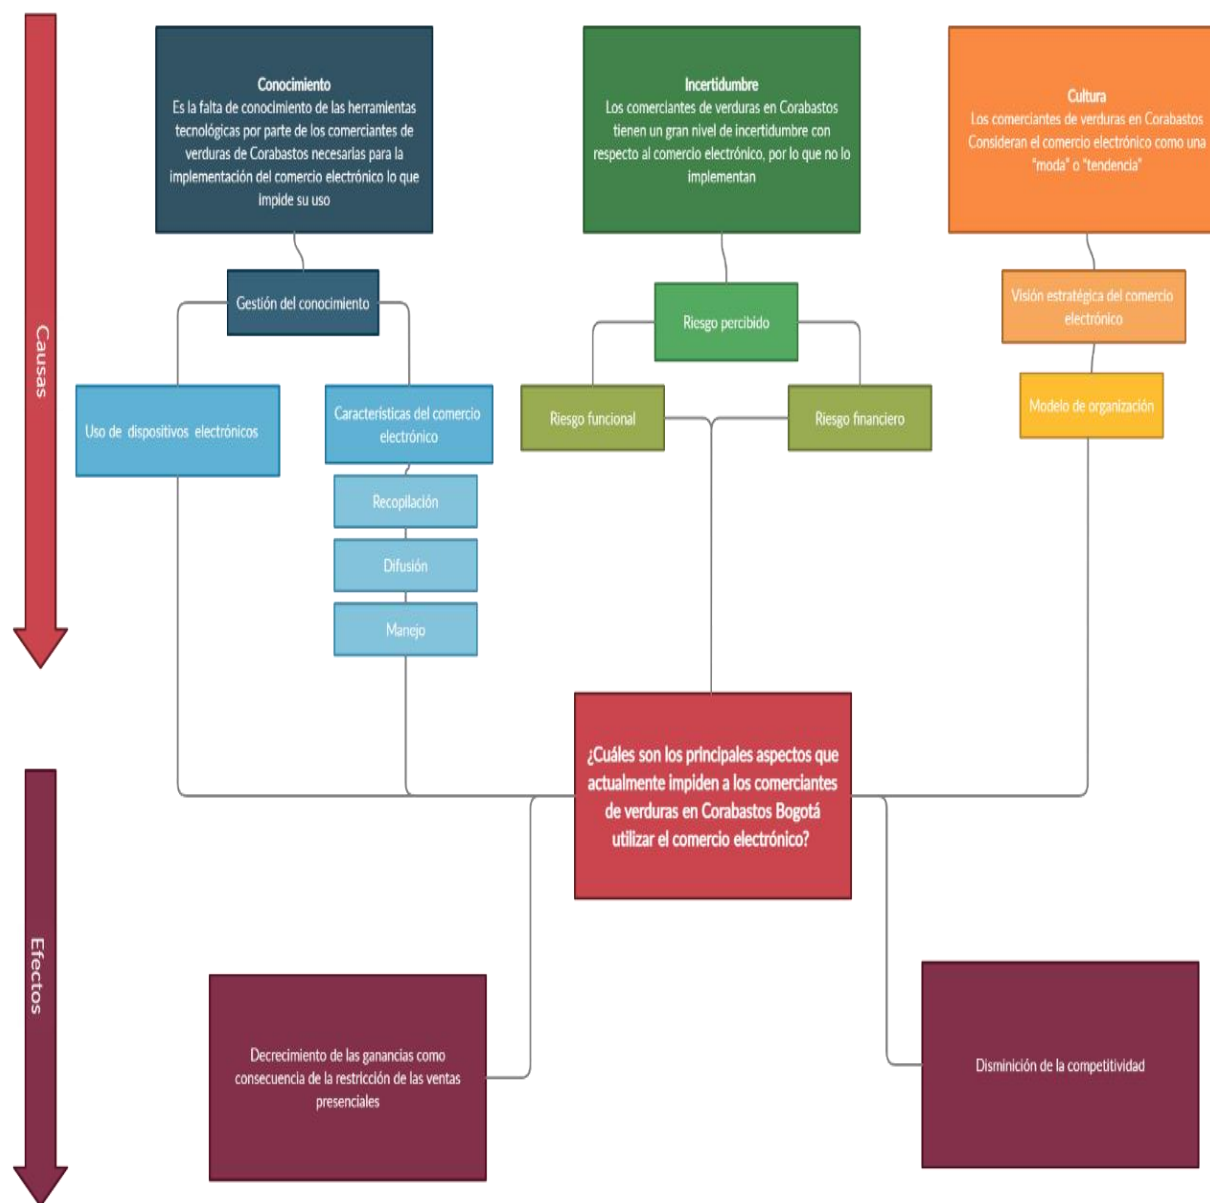 Causas
Conocimiento
Es la falta de conocimiento de las herramientas
tecnológicas por parte de los comerciantes de
verduras de Corabastos necesarias para la
implementación del comercio electrónico lo que
impide su uso
Incertidumbre
Los comerciantes de verduras en Corabastos
tienen un gran nivel de incertidumbre con
respecto al comercio electrónico, por lo que no lo
implementan
Cultura
Los comerciantes de verduras en Corabastos
Consideran el comercio electrónico como una
"moda" o "tendencia"
Gestión del conocimiento
Riesgo percibido
Visión estratégica del comercio
electrónico
Uso de dispositivos electrónicos
Características del comercio
electrónico
Recopilación
Difusión
Manejo
Riesgo funcional
Riesgo financiero
Modelo de organización
¿Cuáles son los principales aspectos que
actualmente impiden a los comerciantes
de verduras en Corabastos Bogotá
utilizar el comercio electrónico?
Efectos
Decrecimiento de las ganancias como
consecuencia de la restricción de las ventas
presenciales
Disminición de la competitividad